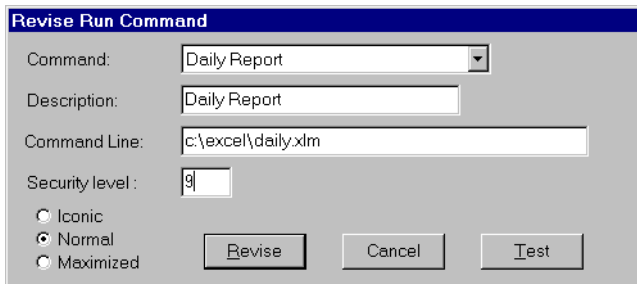 Revise Run Command
Command: Daily Report
Description: Daily Report
Command Line: c:\excel\daily.xlm
Security level : 9
Iconic
Normal
Maximized
Revise Cancel Test